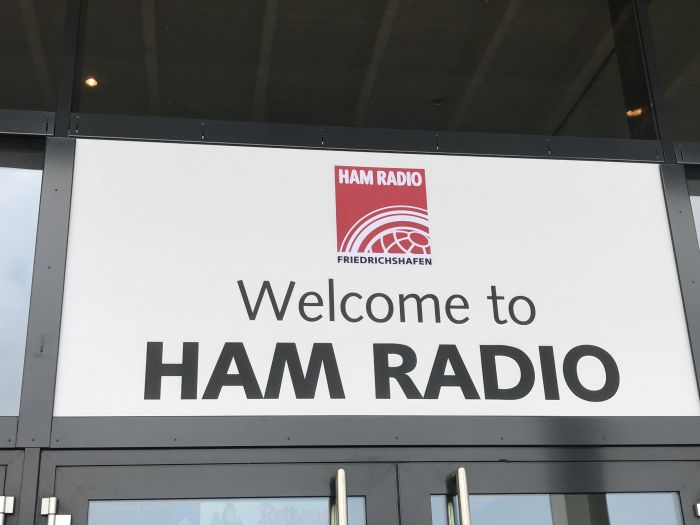 HAM RADIO
FRIEDRICHSHAFEN
Welcome to
HAM RADIO